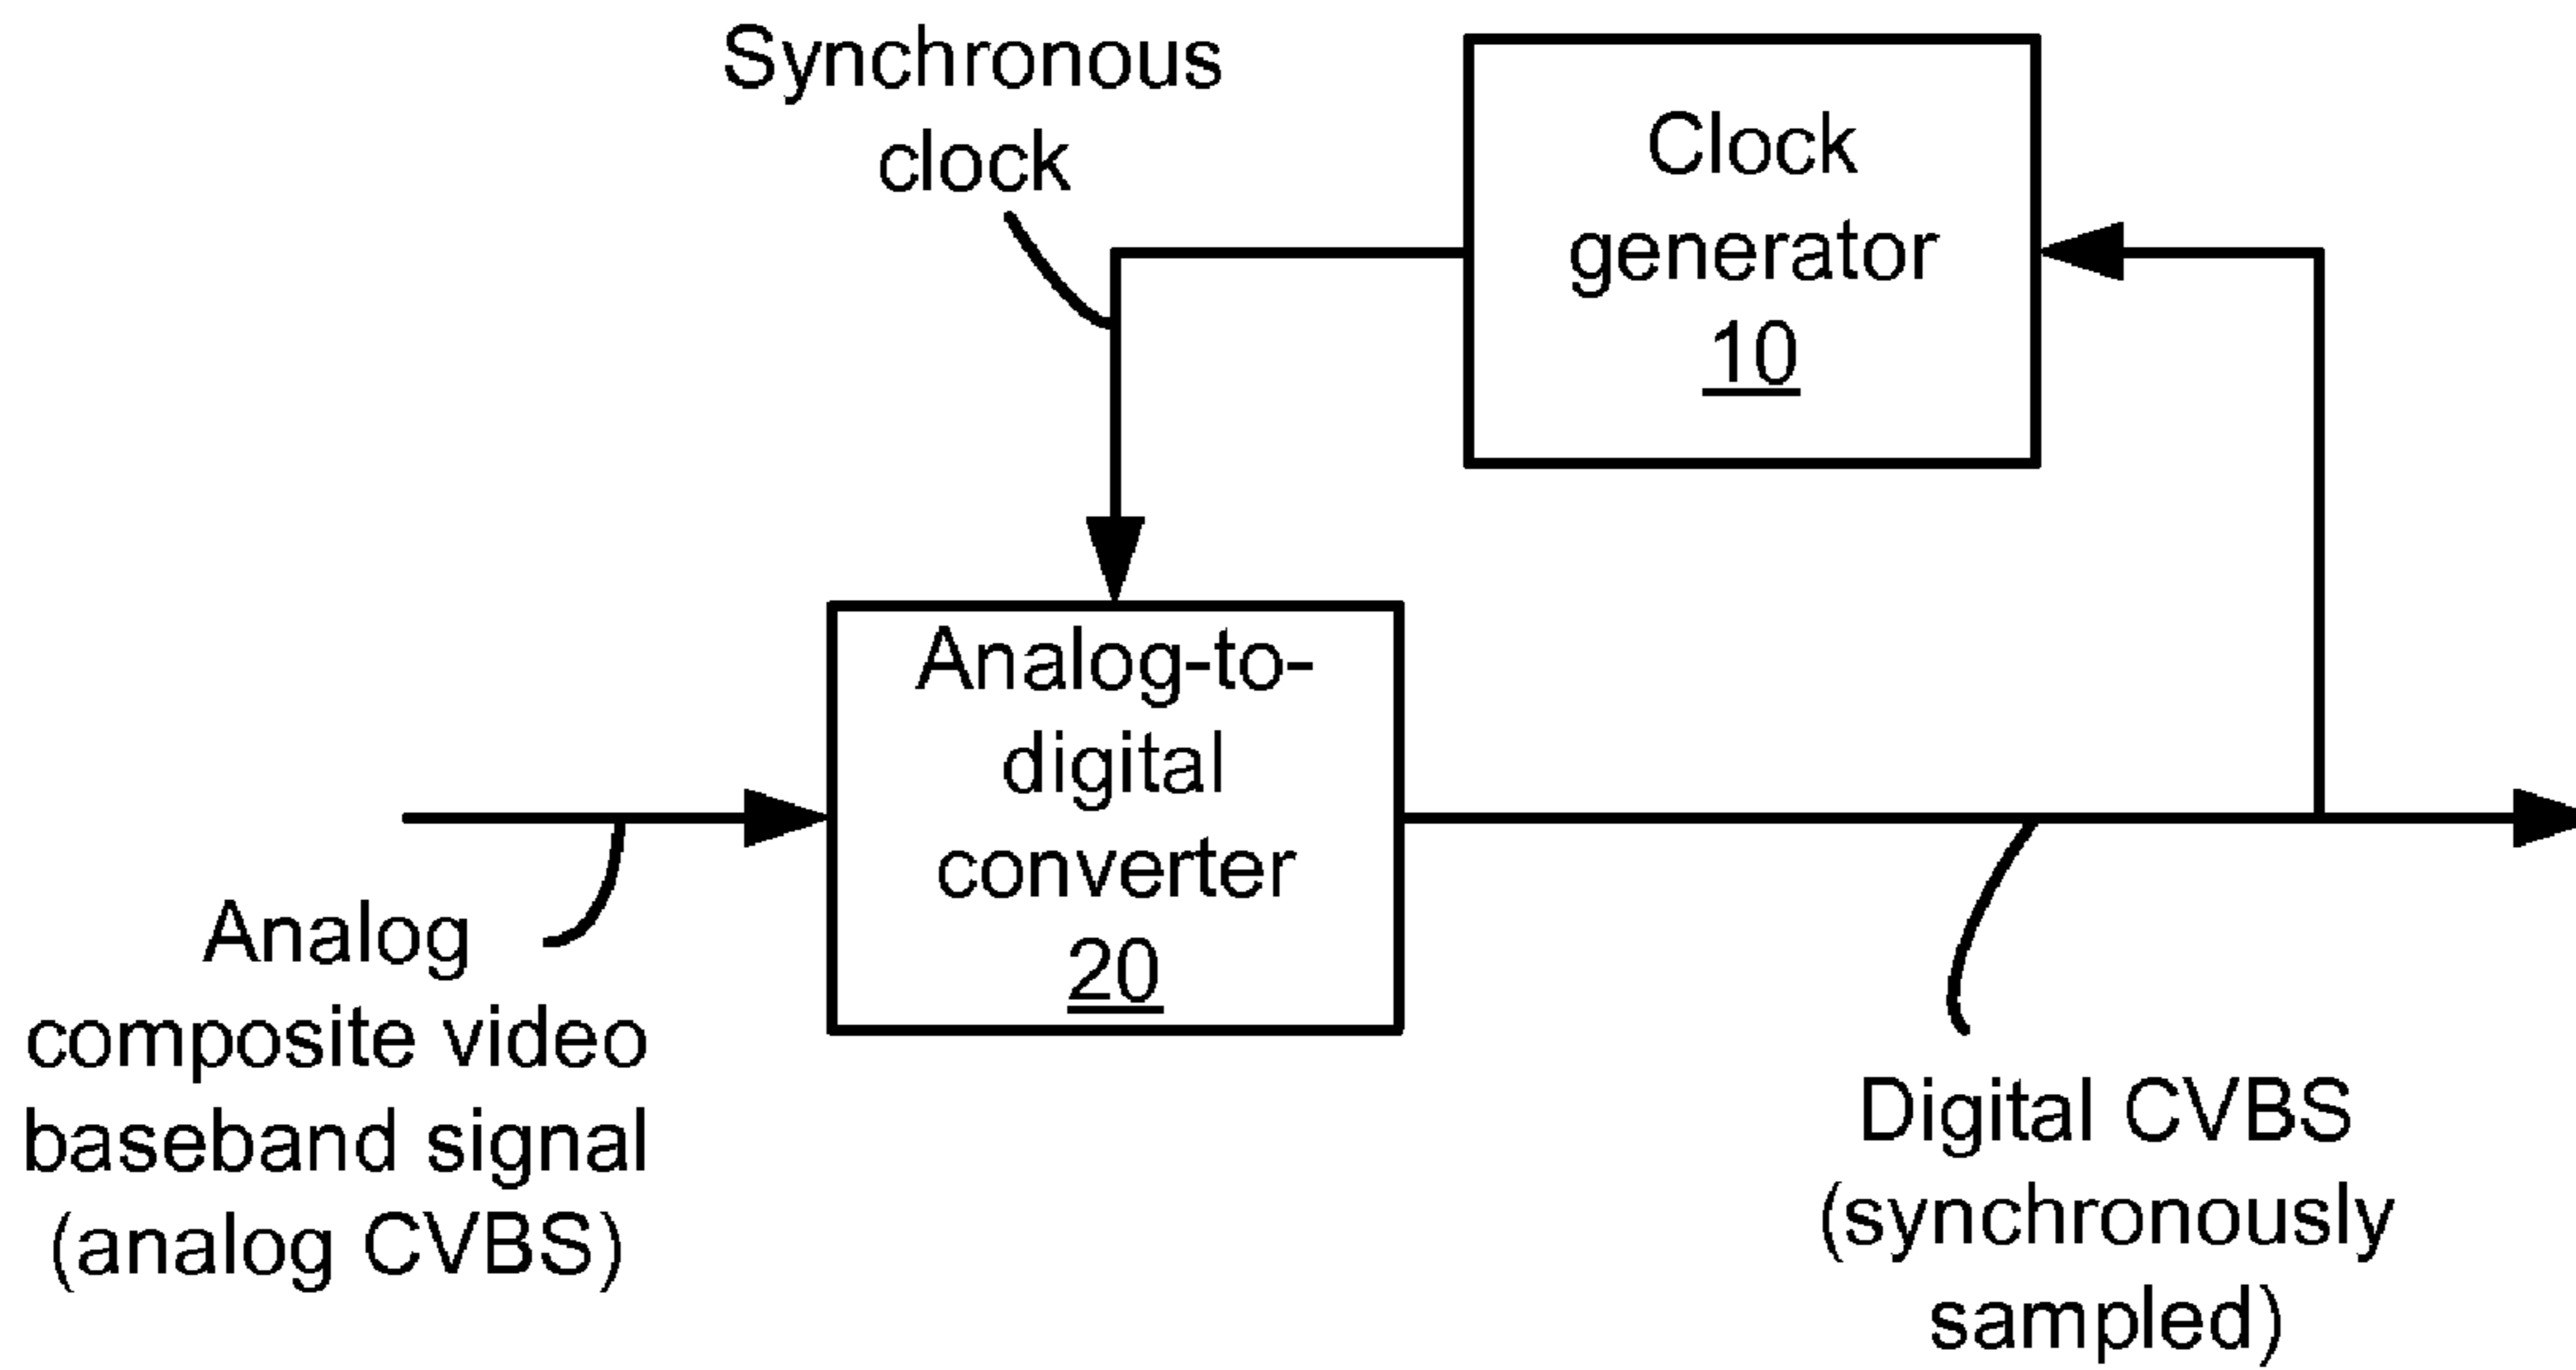 Synchronous
clock
Clock
generator
10
Analog-to-
digital
converter
20
Analog
composite video
baseband signal
(analog CVBS)
Digital CVBS
(synchronously
sampled)